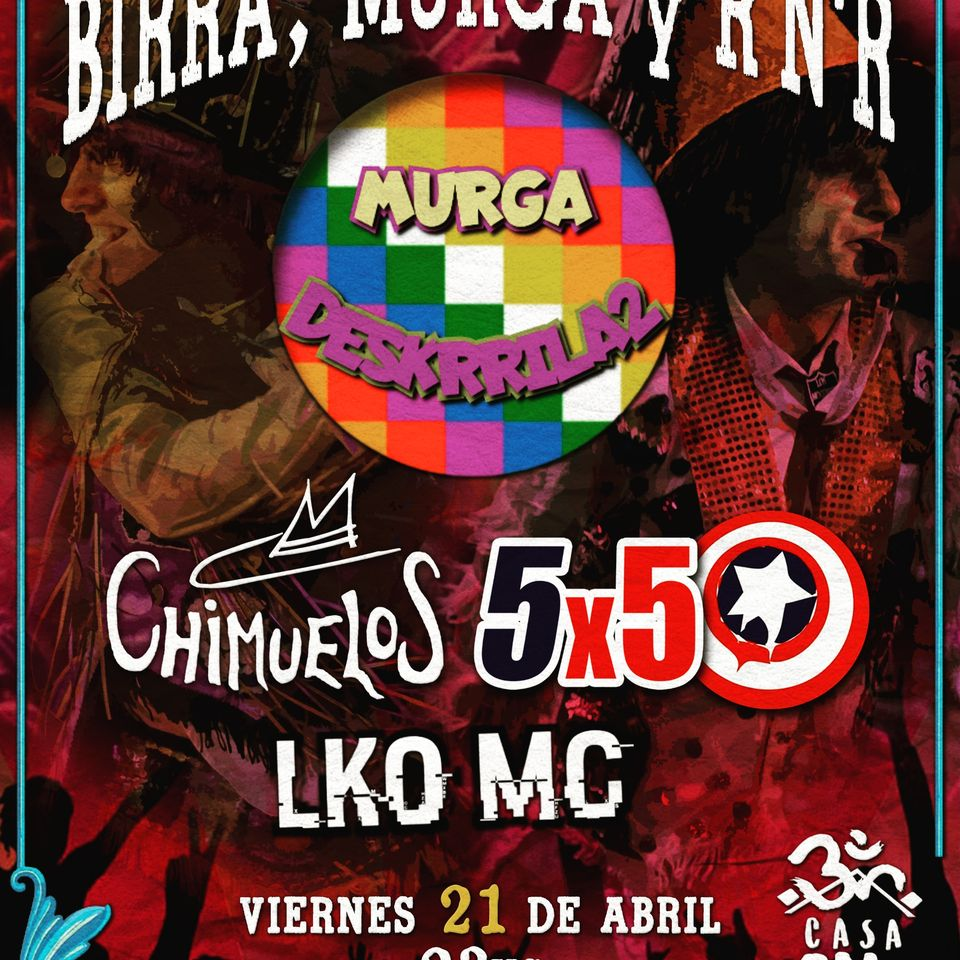 BIRRA, MURGA Y R N'R
MURGA
DESKRRILA2
CHiMUELOS
5x5
LKO MC
VIERNES 21 DE ABRIL
CASA